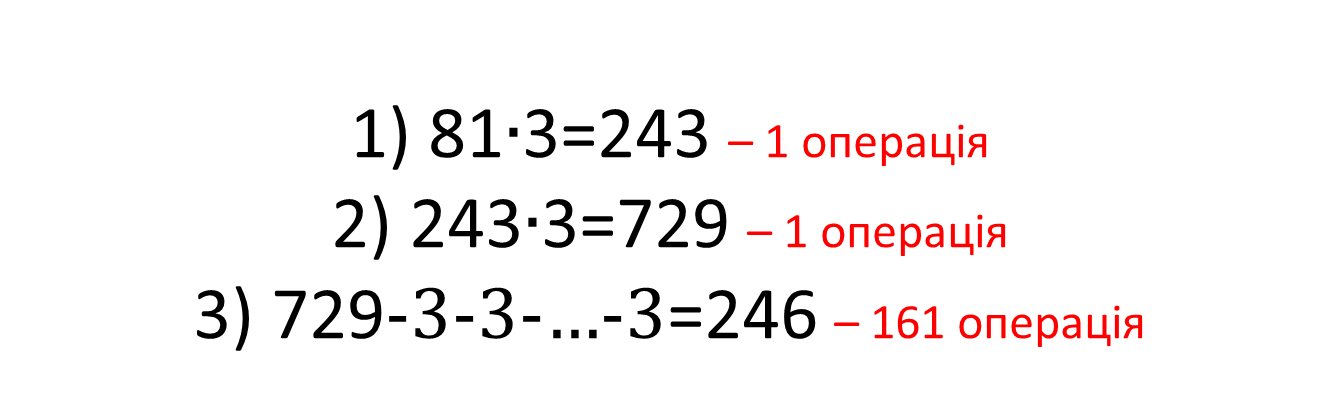 1) 81·3=243 – 1 операція
2) 243·3=729 – 1 операція
3) 729-3-3-…-3=246 – 161 операція